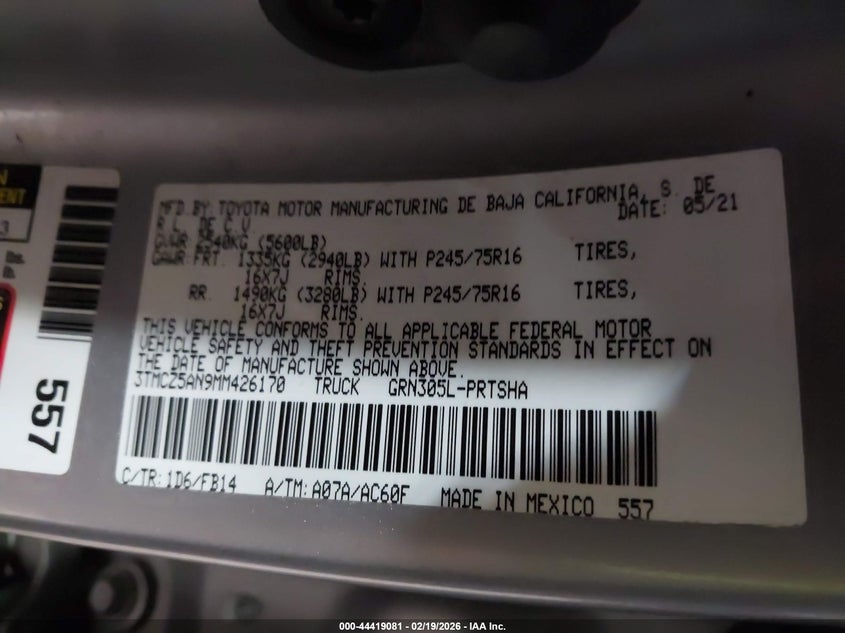 MFD.BY: TOYOTA MOTOR MANUFACTURING DE BAJA CALIFORNIA, S. DE
R.L. DE C.V. DATE: 05/21
GVWR 2540KG (5600LB)
GAWR FRT. 1335KG (2940LB) WITH P245/75R16 TIRES,
16X7J RIMS.
RR. 1490KG (3280LB) WITH P245/75R16 TIRES,
16X7J RIMS.
THIS VEHICLE CONFORMS TO ALL APPLICABLE FEDERAL MOTOR
VEHICLE SAFETY AND THEFT PREVENTION STANDARDS IN EFFECT ON
THE DATE OF MANUFACTURE SHOWN ABOVE.
3TMCZ5AN9MM426170 TRUCK GRN305L-PRTSHA
C/TR: 1D6/FB14 A/TM: A07A/AC60F MADE IN MEXICO 557
557
000-44419081 - 02/19/2026 - IAA Inc.